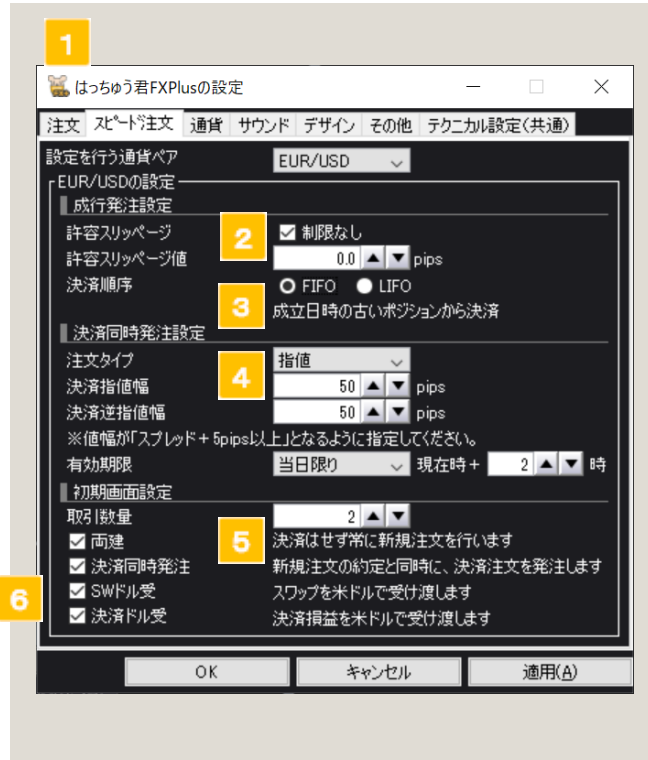 1
はっちゅう君FXPlusの設定
注文 スピード注文 通貨 サウンド デザイン その他 テクニカル設定(共通)
設定を行う通貨ペア EUR/USD
EUR/USDの設定
成行発注設定
許容スリッページ 2 制限なし
許容スリッページ値 0.0 pips
決済順序 FIFO LIFO
3 成立日時の古いポジションから決済
決済同時発注設定
注文タイプ 指値
4
決済指値幅 50 pips
決済逆指値幅 50 pips
※値幅が「スプレッド+5pips以上」となるように指定してください。
有効期限 当日限り 現在時+ 2 時
初期画面設定
取引数量 2
両建 5 決済はせず常に新規注文を行います
決済同時発注 新規注文の約定と同時に、決済注文を発注します
6 SWドル受 スワップを米ドルで受け渡します
決済ドル受 決済損益を米ドルで受け渡します
OK キャンセル 適用(A)